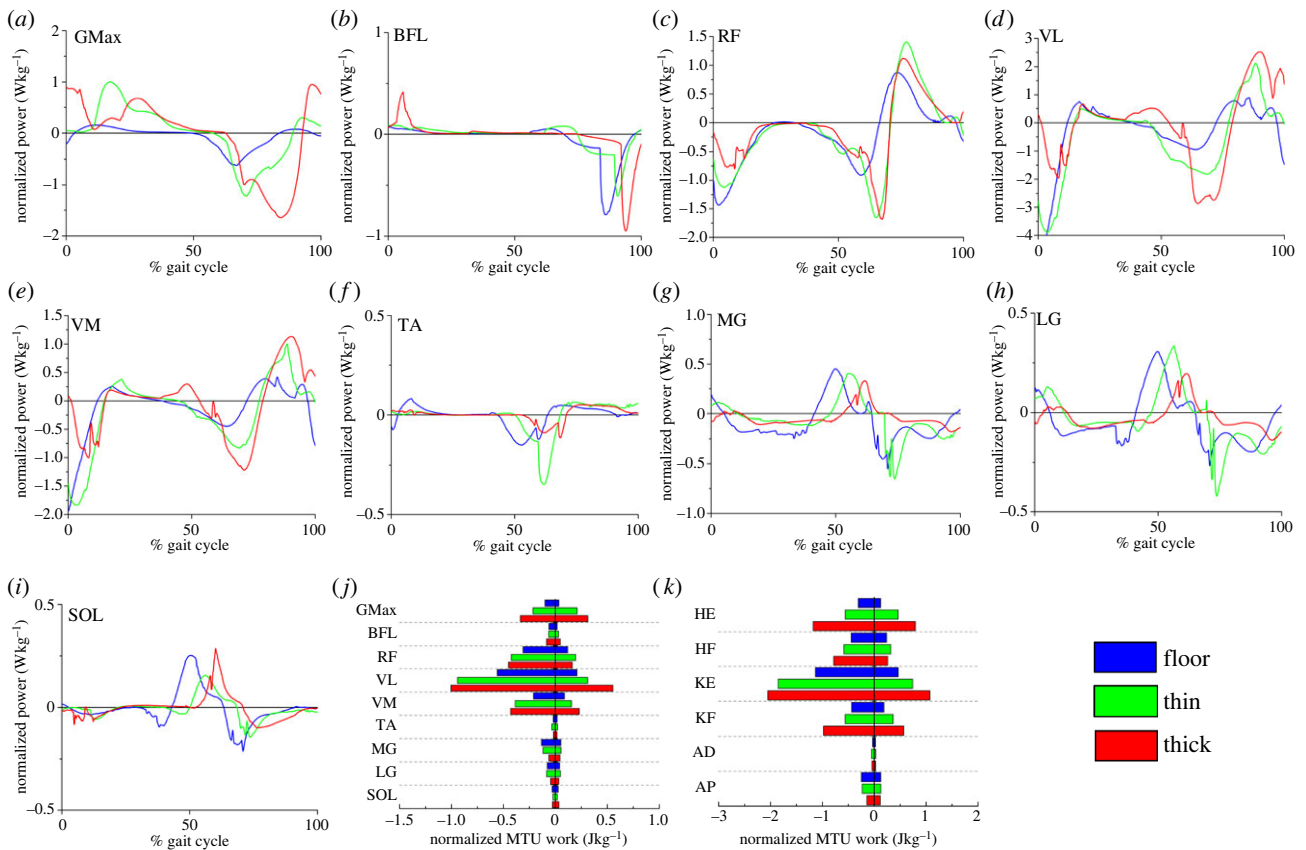 (a)
GMax
normalized power (Wkg⁻¹)
2
1
0
–1
–2
0 50 100
% gait cycle
(b)
BFL
normalized power (Wkg⁻¹)
1
0
–1
0 50 100
% gait cycle
(c)
RF
normalized power (Wkg⁻¹)
1.5
1.0
0.5
0
–0.5
–1.0
–1.5
–2.0
0 50 100
% gait cycle
(d)
VL
normalized power (Wkg⁻¹)
3
2
1
0
–1
–2
–3
–4
0 50 100
% gait cycle
(e)
VM
normalized power (Wkg⁻¹)
1.5
1.0
0.5
0
–0.5
–1.0
–1.5
–2.0
0 50 100
% gait cycle
(f)
TA
normalized power (Wkg⁻¹)
0.5
0
–0.5
0 50 100
% gait cycle
(g)
MG
normalized power (Wkg⁻¹)
1.0
0.5
0
–0.5
–1.0
0 50 100
% gait cycle
(h)
LG
normalized power (Wkg⁻¹)
0.5
0
–0.5
0 50 100
% gait cycle
(i)
SOL
normalized power (Wkg⁻¹)
0.5
0
–0.5
0 50 100
% gait cycle
(j)
GMax
BFL
RF
VL
VM
TA
MG
LG
SOL
–1.5 –1.0 –0.5 0 0.5 1.0
normalized MTU work (Jkg⁻¹)
(k)
HE
HF
KE
KF
AD
AP
–3 –2 –1 0 1 2
normalized MTU work (Jkg⁻¹)
floor
thin
thick